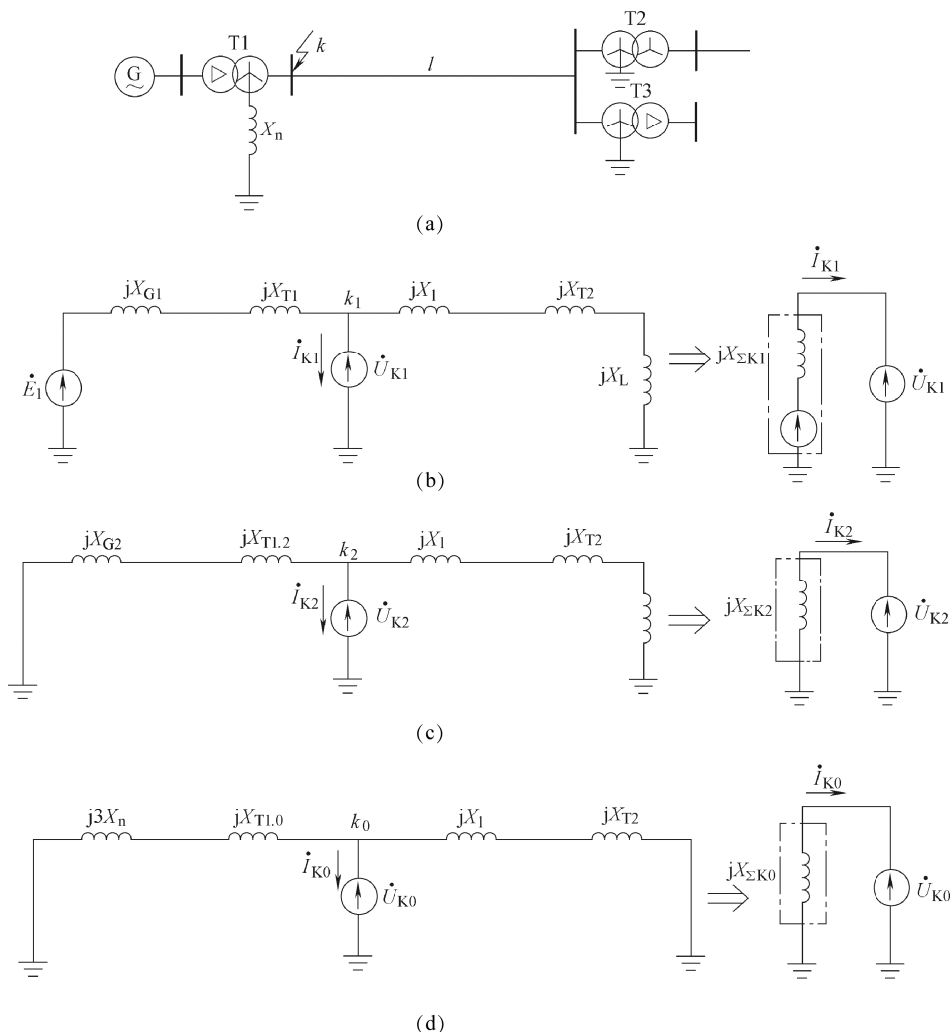 T1
k
l
T2
G
T3
Xn
(a)
jXG1
jXT1
k1
jX1
jXT2
İK1
İK1
U̇K1
Ė1
jXL
jXΣK1
U̇K1
(b)
jXG2
jXT1.2
k2
jX1
jXT2
İK2
İK2
U̇K2
jXΣK2
U̇K2
(c)
j3Xn
jXT1.0
k0
jX1
jXT2
İK0
İK0
U̇K0
jXΣK0
U̇K0
(d)